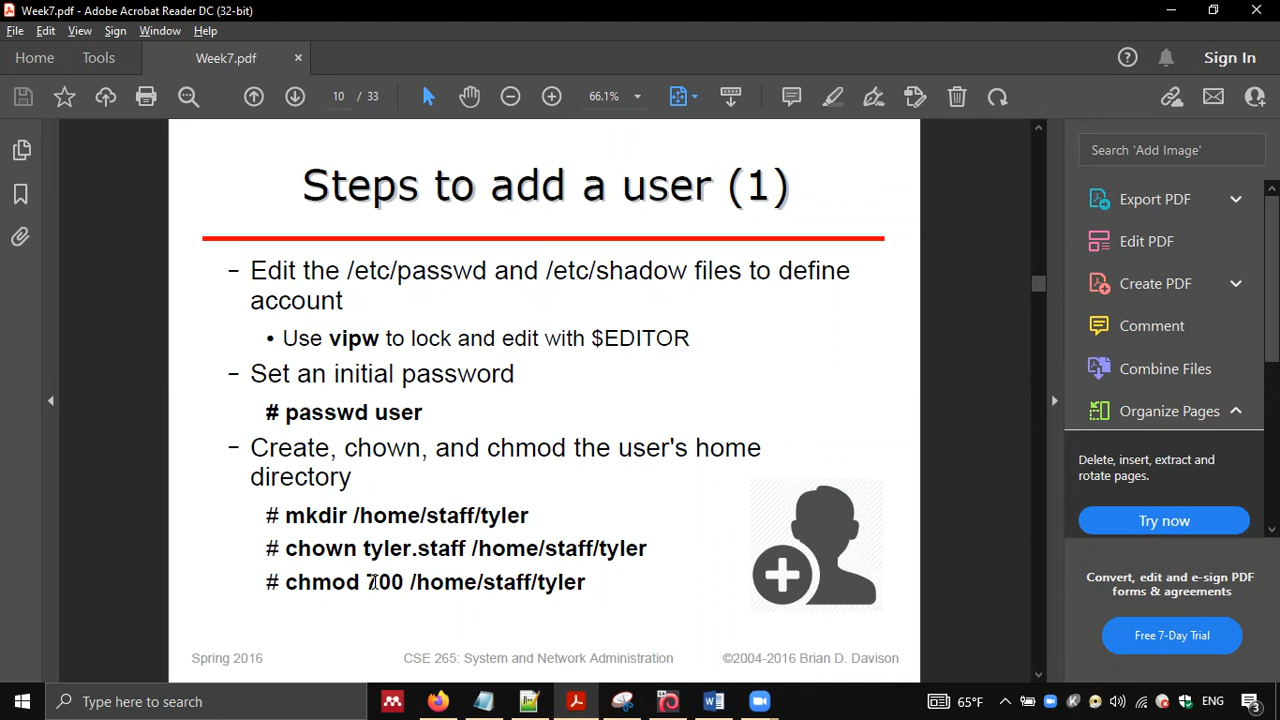 Week7.pdf - Adobe Acrobat Reader DC (32-bit)
File Edit View Sign Window Help
Home Tools Week7.pdf × Sign In
10 / 33 66.1%
Steps to add a user (1)
– Edit the /etc/passwd and /etc/shadow files to define
account
• Use vipw to lock and edit with $EDITOR
– Set an initial password
# passwd user
– Create, chown, and chmod the user's home
directory
# mkdir /home/staff/tyler
# chown tyler.staff /home/staff/tyler
# chmod 700 /home/staff/tyler
Spring 2016 CSE 265: System and Network Administration ©2004-2016 Brian D. Davison
Search 'Add Image'
Export PDF
Edit PDF
Create PDF
Comment
Combine Files
Organize Pages
Delete, insert, extract and
rotate pages.
Try now
Convert, edit and e-sign PDF
forms & agreements
Free 7-Day Trial
Type here to search
65°F ENG
3